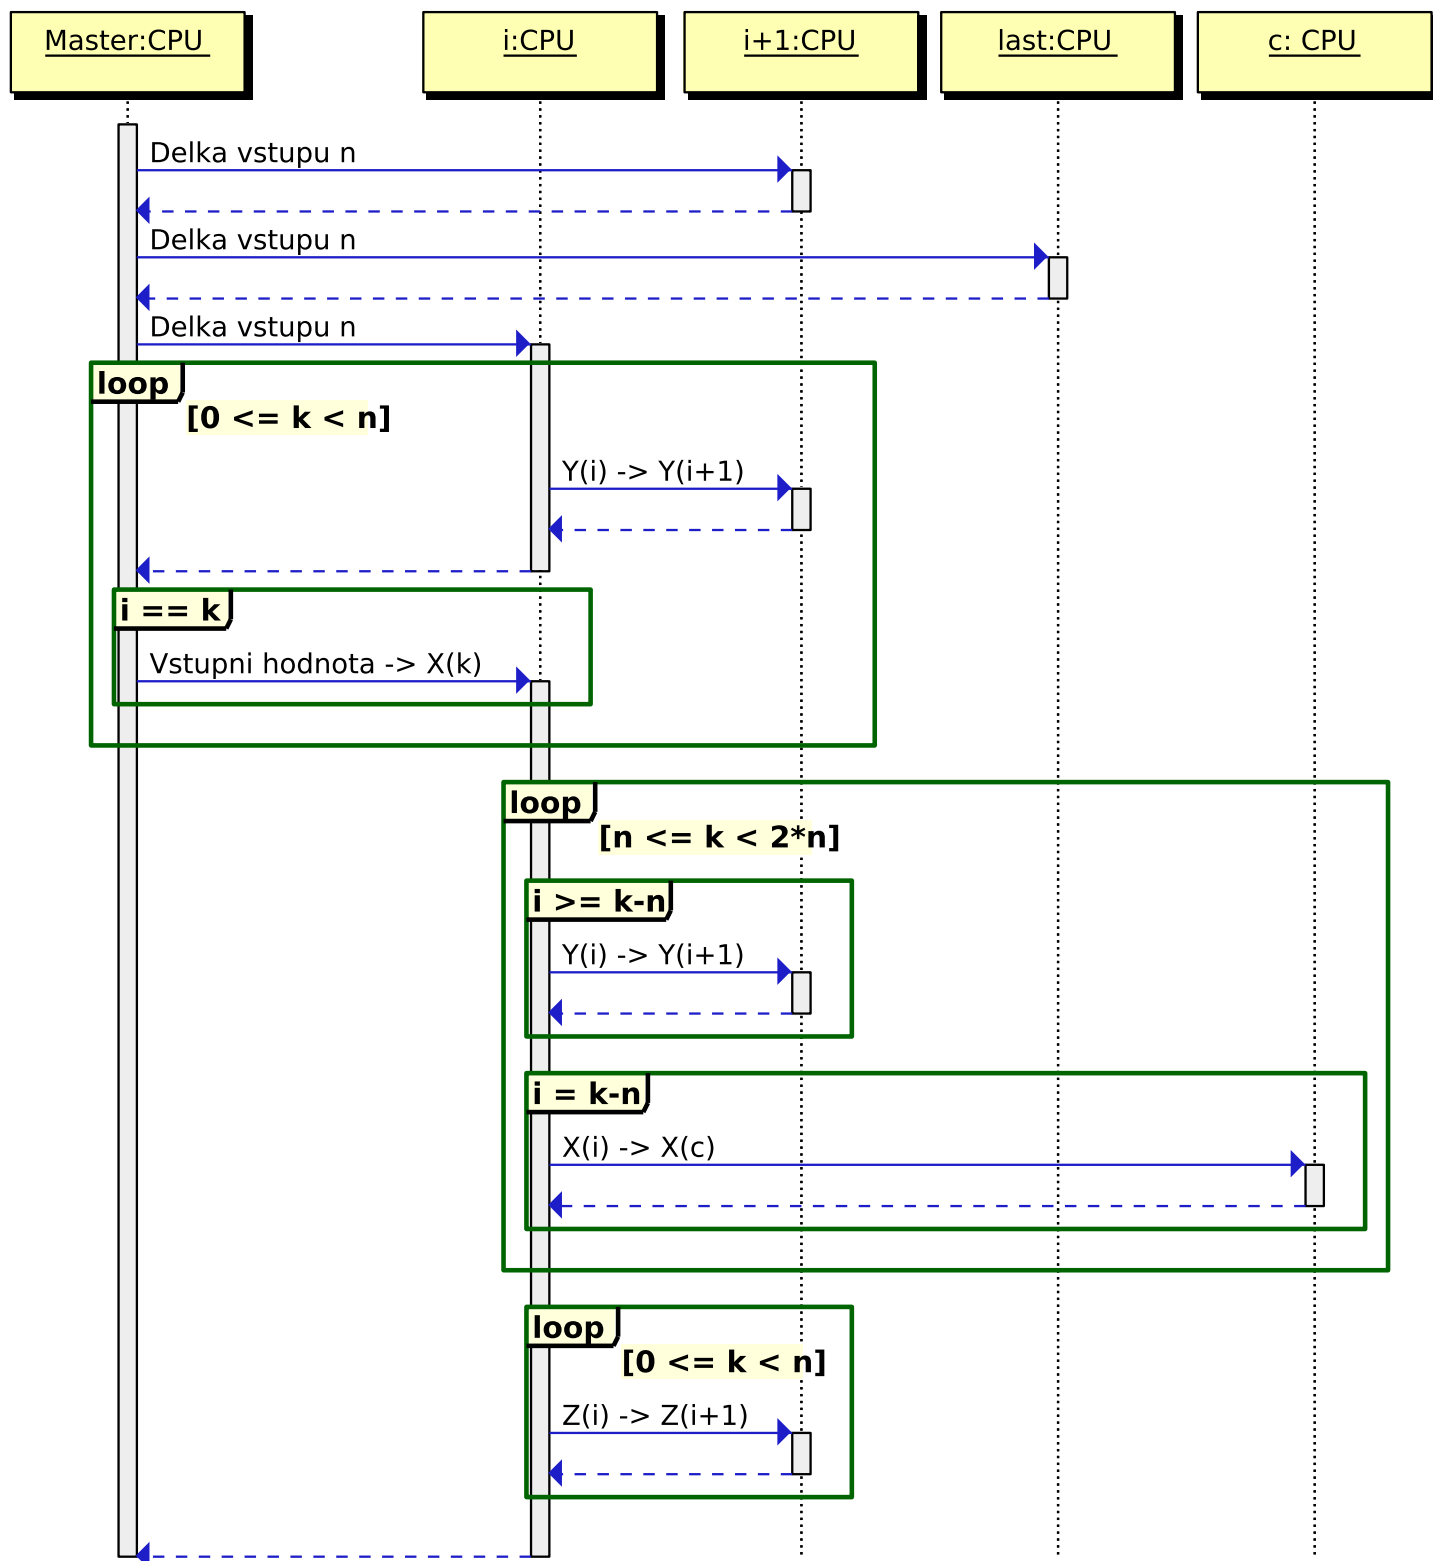 Master:CPU
i:CPU
i+1:CPU
last:CPU
c: CPU
Delka vstupu n
Delka vstupu n
Delka vstupu n
loop
[0 <= k < n]
Y(i) -> Y(i+1)
i == k
Vstupni hodnota -> X(k)
loop
[n <= k < 2*n]
i >= k-n
Y(i) -> Y(i+1)
i = k-n
X(i) -> X(c)
loop
[0 <= k < n]
Z(i) -> Z(i+1)